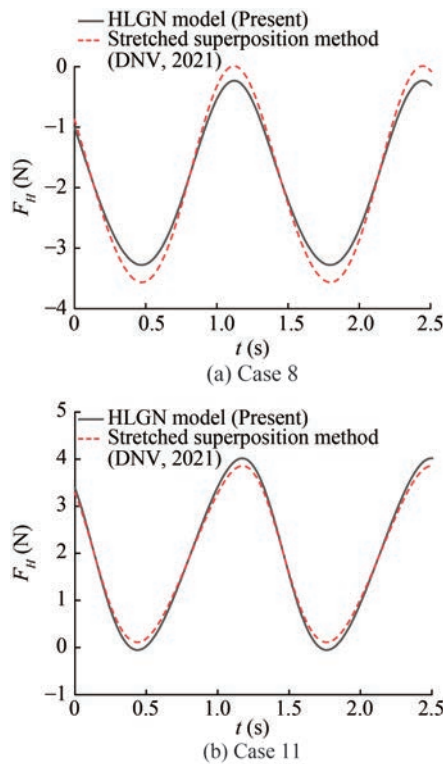 HLGN model (Present)
Stretched superposition method
(DNV, 2021)
0
−1
−2
−3
−4
F_H (N)
0 0.5 1.0 1.5 2.0 2.5
t (s)
(a) Case 8
5
HLGN model (Present)
Stretched superposition method
(DNV, 2021)
4
3
2
1
0
−1
F_H (N)
0 0.5 1.0 1.5 2.0 2.5
t (s)
(b) Case 11